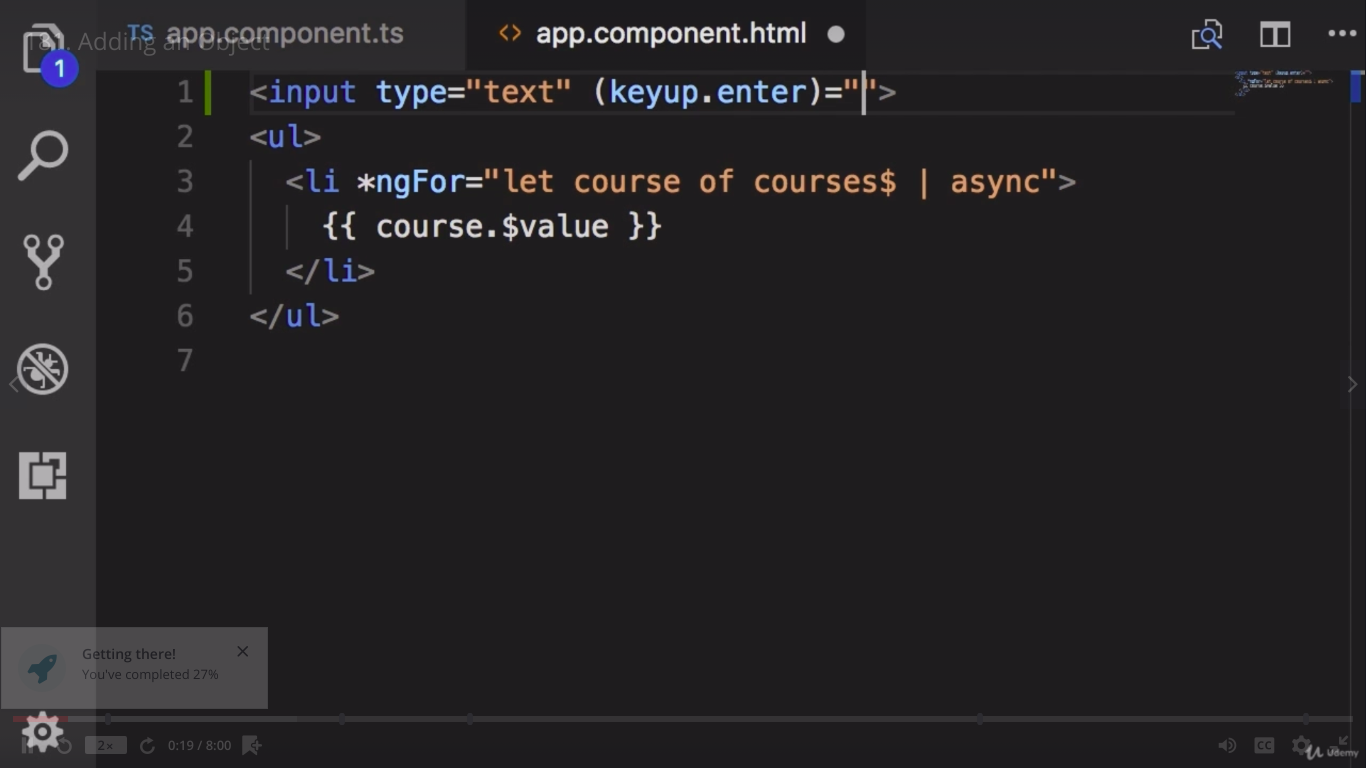 181. Adding an Object
TS app.component.ts
<> app.component.html
1
1 <input type="text" (keyup.enter)="">
2 <ul>
3 <li *ngFor="let course of courses$ | async">
4 {{ course.$value }}
5 </li>
6 </ul>
7
Getting there!
You've completed 27%
2x
0:19 / 8:00
CC
Udemy